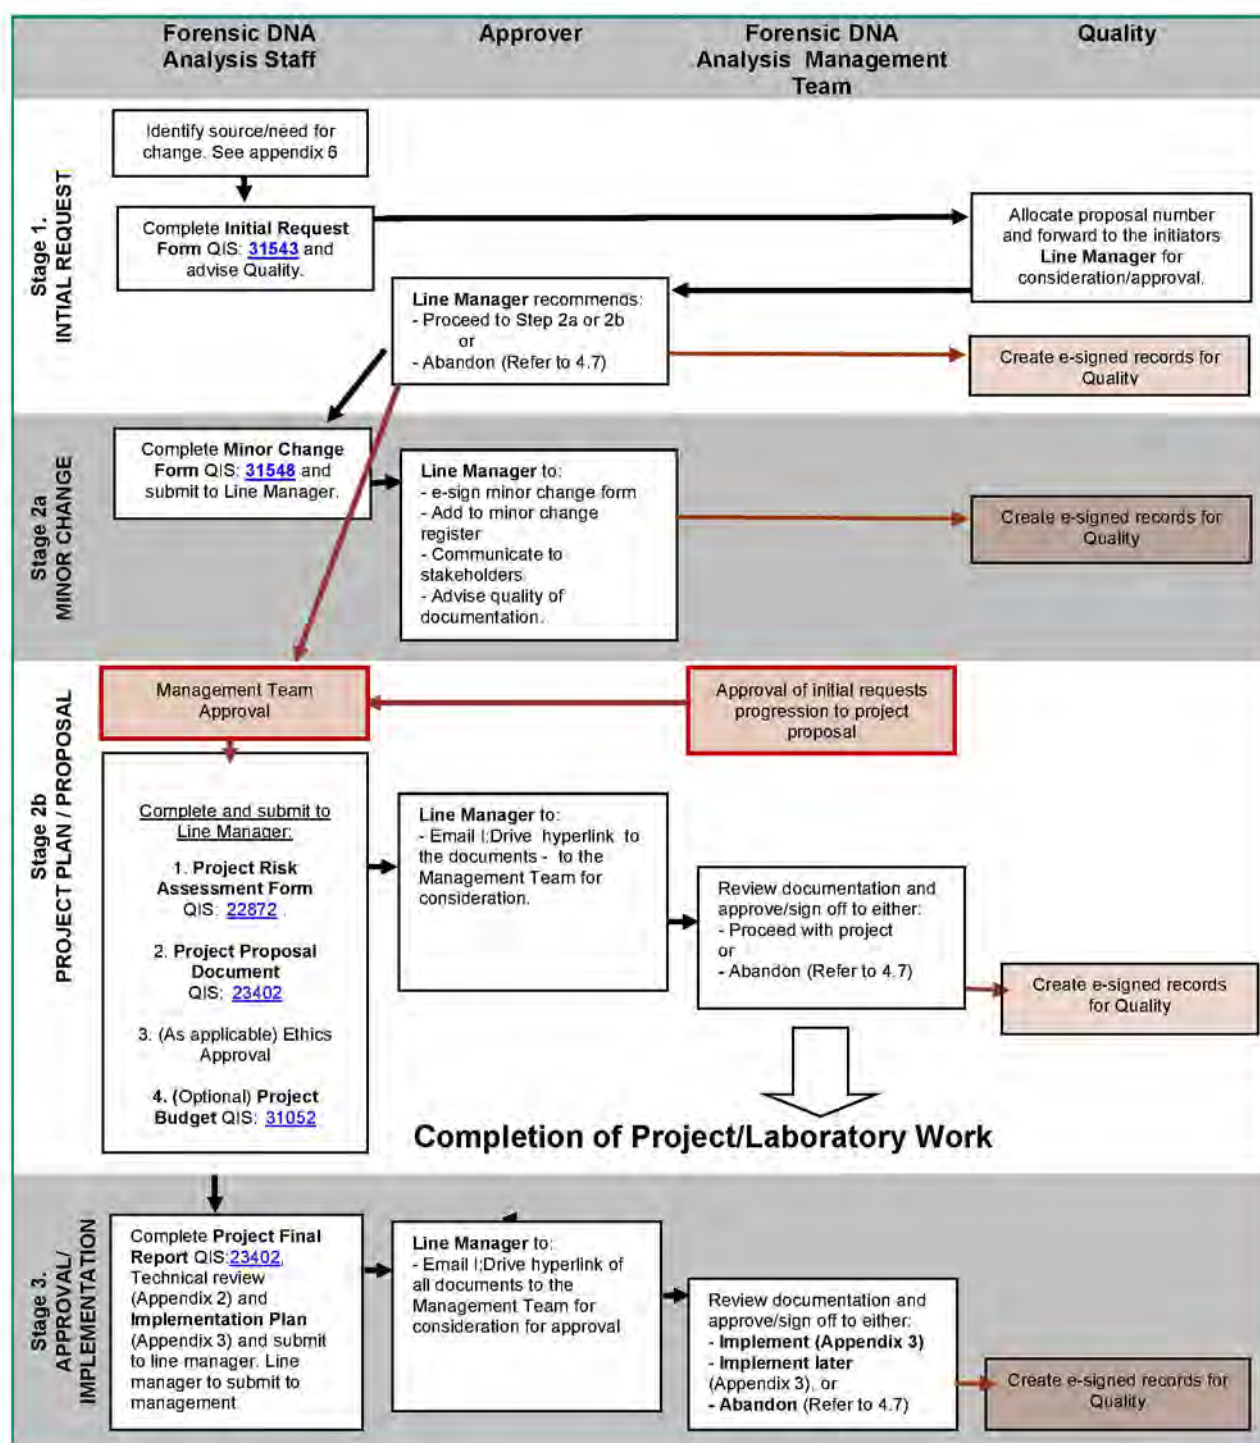 Forensic DNA
Analysis Staff
Approver
Forensic DNA
Analysis Management
Team
Quality
Stage 1.
INTIAL REQUEST
Identify source/need for
change. See appendix 6
Complete Initial Request
Form QIS: 31543 and
advise Quality.
Allocate proposal number
and forward to the initiators
Line Manager for
consideration/approval.
Line Manager recommends:
- Proceed to Step 2a or 2b
or
- Abandon (Refer to 4.7)
Create e-signed records for
Quality
Stage 2a
MINOR CHANGE
Complete Minor Change
Form QIS: 31548 and
submit to Line Manager.
Line Manager to:
- e-sign minor change form
- Add to minor change
register
- Communicate to
stakeholders
- Advise quality of
documentation.
Create e-signed records for
Quality
Stage 2b
PROJECT PLAN / PROPOSAL
Management Team
Approval
Approval of initial requests
progression to project
proposal
Complete and submit to
Line Manager:
1. Project Risk
Assessment Form
QIS: 22872 .
2. Project Proposal
Document
QIS: 23402
3. (As applicable) Ethics
Approval
4. (Optional) Project
Budget QIS: 31052
Line Manager to:
- Email I;Drive hyperlink to
the documents - to the
Management Team for
consideration.
Review documentation and
approve/sign off to either:
- Proceed with project
or
- Abandon (Refer to 4.7)
Create e-signed records
for Quality
Completion of Project/Laboratory Work
Stage 3.
APPROVAL/
IMPLEMENTATION
Complete Project Final
Report QIS:23402,
Technical review
(Appendix 2) and
Implementation Plan
(Appendix 3) and submit
to line manager. Line
manager to submit to
management
Line Manager to:
- Email I;Drive hyperlink of
all documents to the
Management Team for
consideration for approval
Review documentation and
approve/sign off to either:
- Implement (Appendix 3)
- Implement later
(Appendix 3), or
- Abandon (Refer to 4.7)
Create e-signed records for
Quality